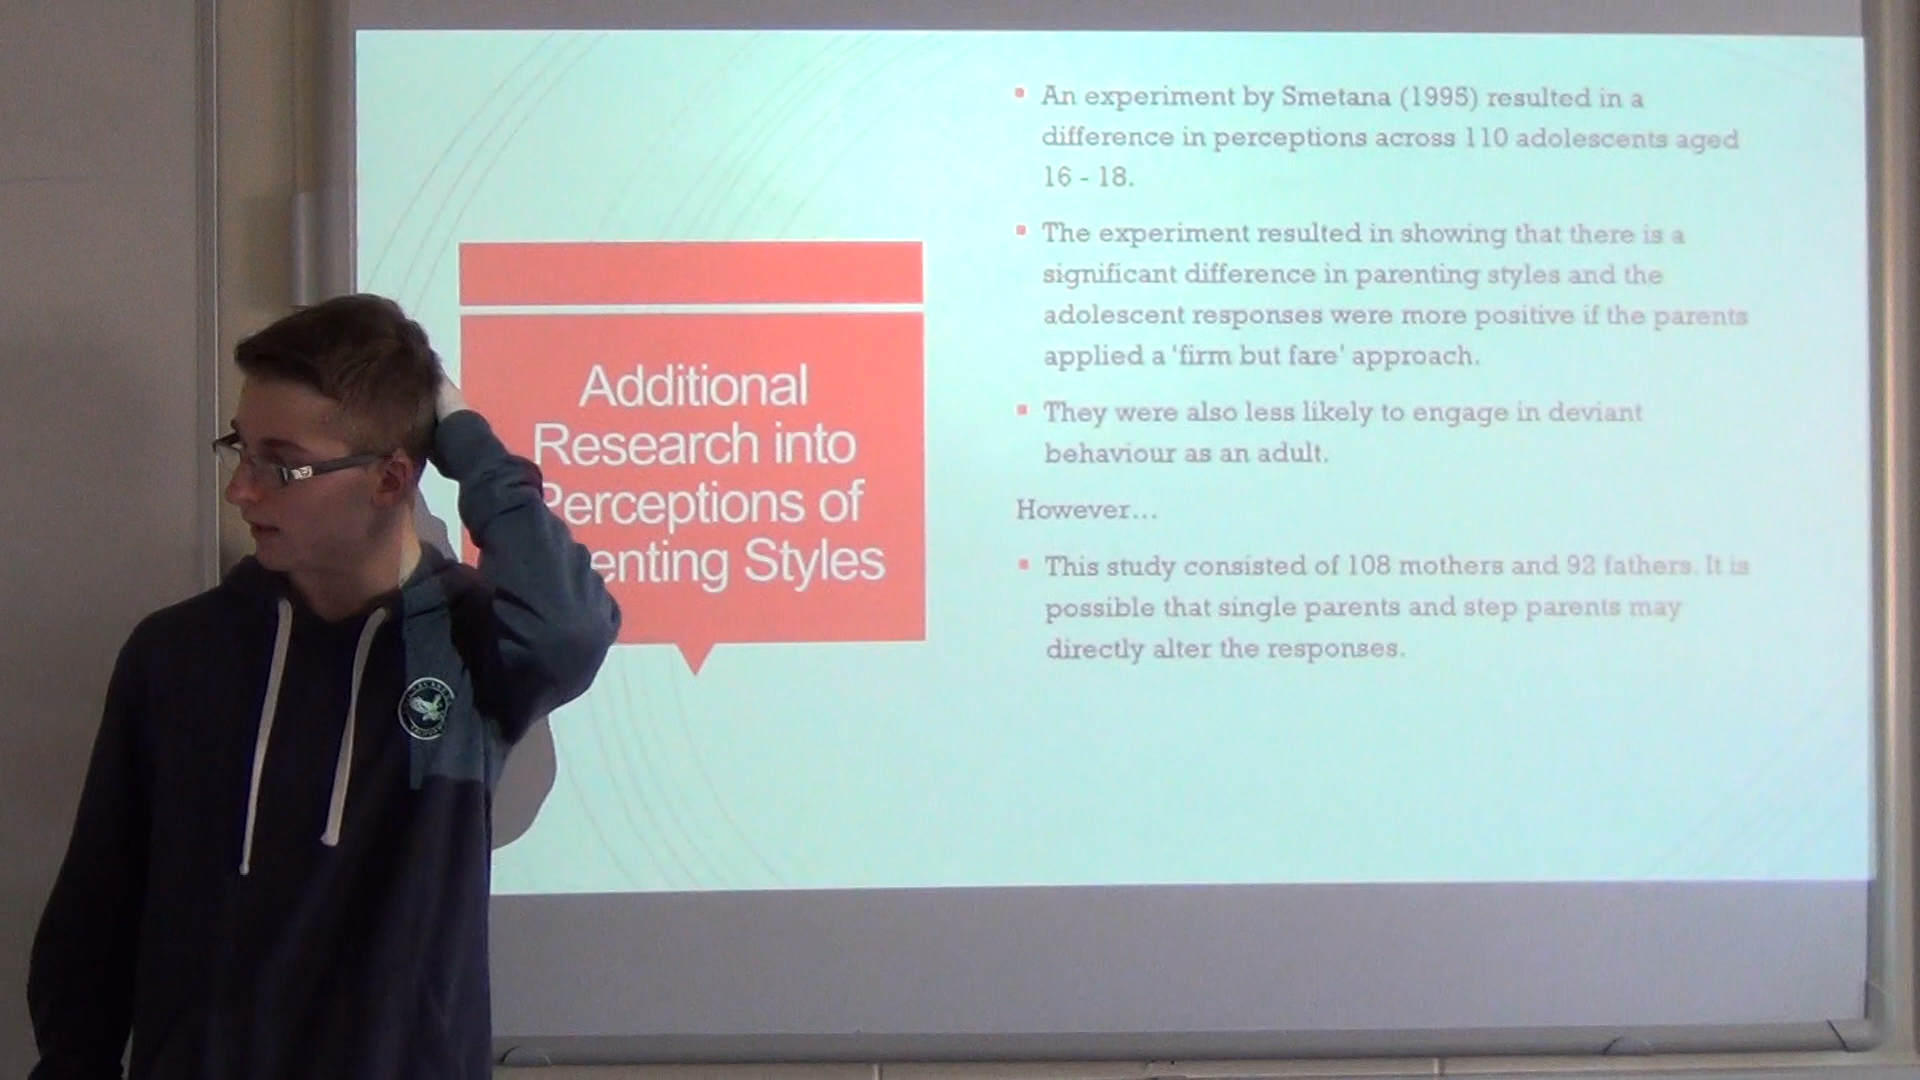 Additional
Research into
Perceptions of
enting Styles
An experiment by Smetana (1995) resulted in a
difference in perceptions across 110 adolescents aged
16 - 18.
The experiment resulted in showing that there is a
significant difference in parenting styles and the
adolescent responses were more positive if the parents
applied a 'firm but fare' approach.
They were also less likely to engage in deviant
behaviour as an adult.
However...
This study consisted of 108 mothers and 92 fathers. It is
possible that single parents and step parents may
directly alter the responses.